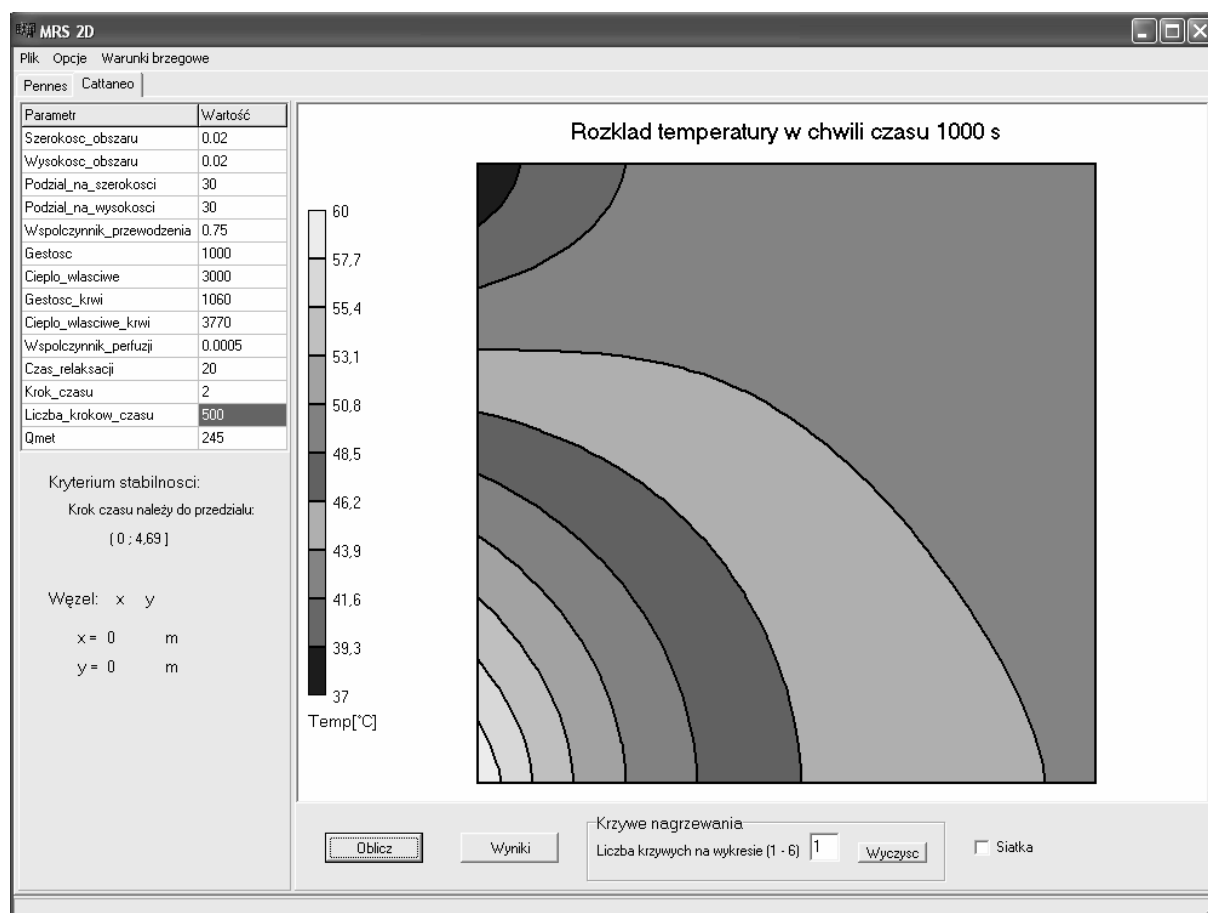 MRS 2D
Plik Opcje Warunki brzegowe
Pennes Cattaneo
Parametr Wartość
Szerokosc_obszaru 0.02
Wysokosc_obszaru 0.02
Podzial_na_szerokosci 30
Podzial_na_wysokosci 30
Wspolczynnik_przewodzenia 0.75
Gestosc 1000
Cieplo_wlasciwe 3000
Gestosc_krwi 1060
Cieplo_wlasciwe_krwi 3770
Wspolczynnik_perfuzji 0.0005
Czas_relaksacji 20
Krok_czasu 2
Liczba_krokow_czasu 500
Qmet 245
Kryterium stabilnosci:
Krok czasu należy do przedzialu:
( 0 ; 4,69 ]
Węzel: x y
x = 0 m
y = 0 m
Rozklad temperatury w chwili czasu 1000 s
60
57,7
55,4
53,1
50,8
48,5
46,2
43,9
41,6
39,3
37
Temp[°C]
Oblicz
Wyniki
Krzywe nagrzewania
Liczba krzywych na wykresie (1 - 6) 1
Wyczysc
Siatka